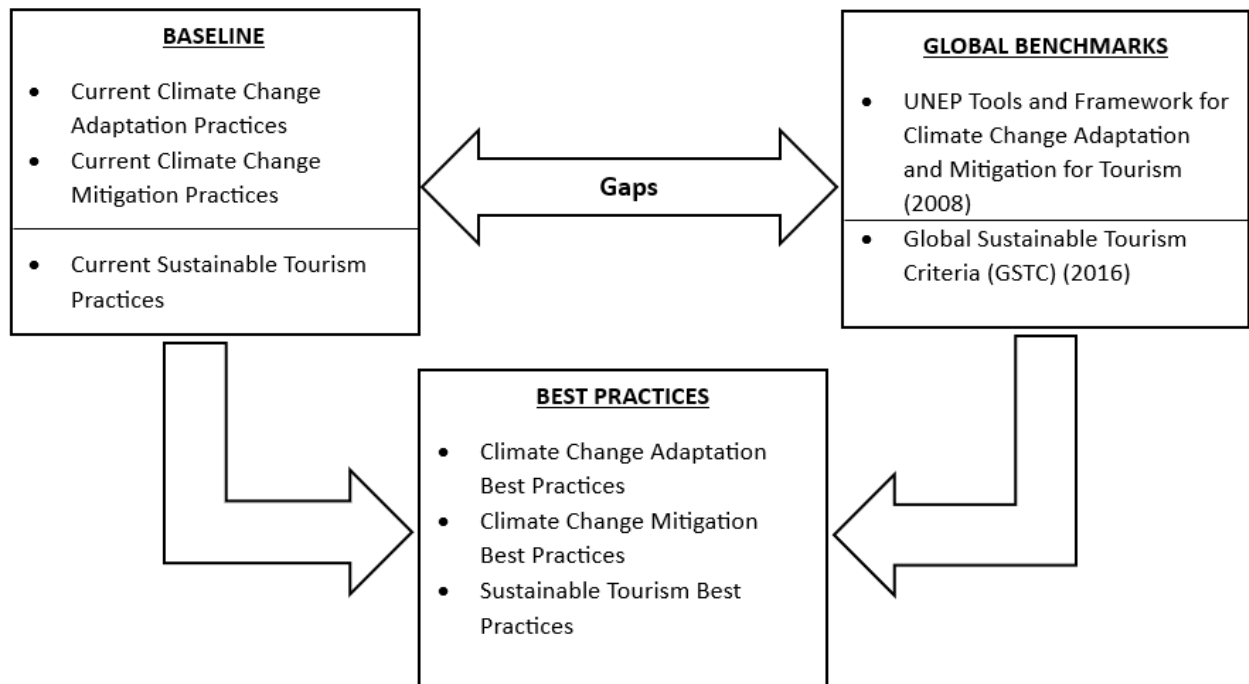 BASELINE
• Current Climate Change
Adaptation Practices
• Current Climate Change
Mitigation Practices
• Current Sustainable Tourism
Practices
Gaps
GLOBAL BENCHMARKS
• UNEP Tools and Framework for
Climate Change Adaptation
and Mitigation for Tourism
(2008)
• Global Sustainable Tourism
Criteria (GSTC) (2016)
BEST PRACTICES
• Climate Change Adaptation
Best Practices
• Climate Change Mitigation
Best Practices
• Sustainable Tourism Best
Practices